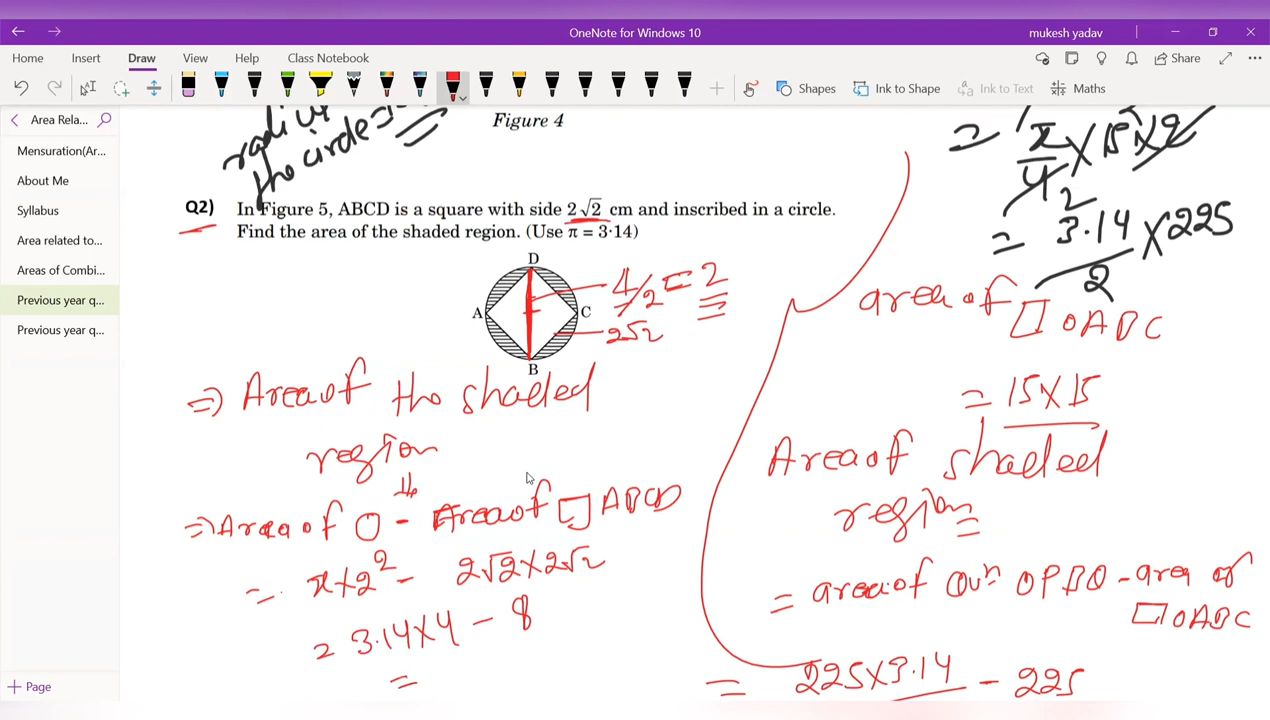 OneNote for Windows 10
mukesh yadav
Home Insert Draw View Help Class Notebook
Share
Shapes Ink to Shape Ink to Text Maths
Area Rela...
Mensuration(Ar...
About Me
Syllabus
Area related to...
Areas of Combi...
Previous year q...
Previous year q...
Page
radius
the circle =
Figure 4
Q2) In Figure 5, ABCD is a square with side 2√2 cm and inscribed in a circle.
Find the area of the shaded region. (Use π = 3·14)
D
A
C
B
4/2 = 2
2√2
⇒ Area of the shaded
region
⇒ Area of ○ - Area of □ ABCD
= π × 2² - 2√2 × 2√2
= 3.14 × 4 - 8
=
= 3.14/2 × 225
area of □ OABC
= 15 × 15
Area of shaded
region =
= area of OPBQ - area of
□ OABC
= 225 × 3.14 - 225